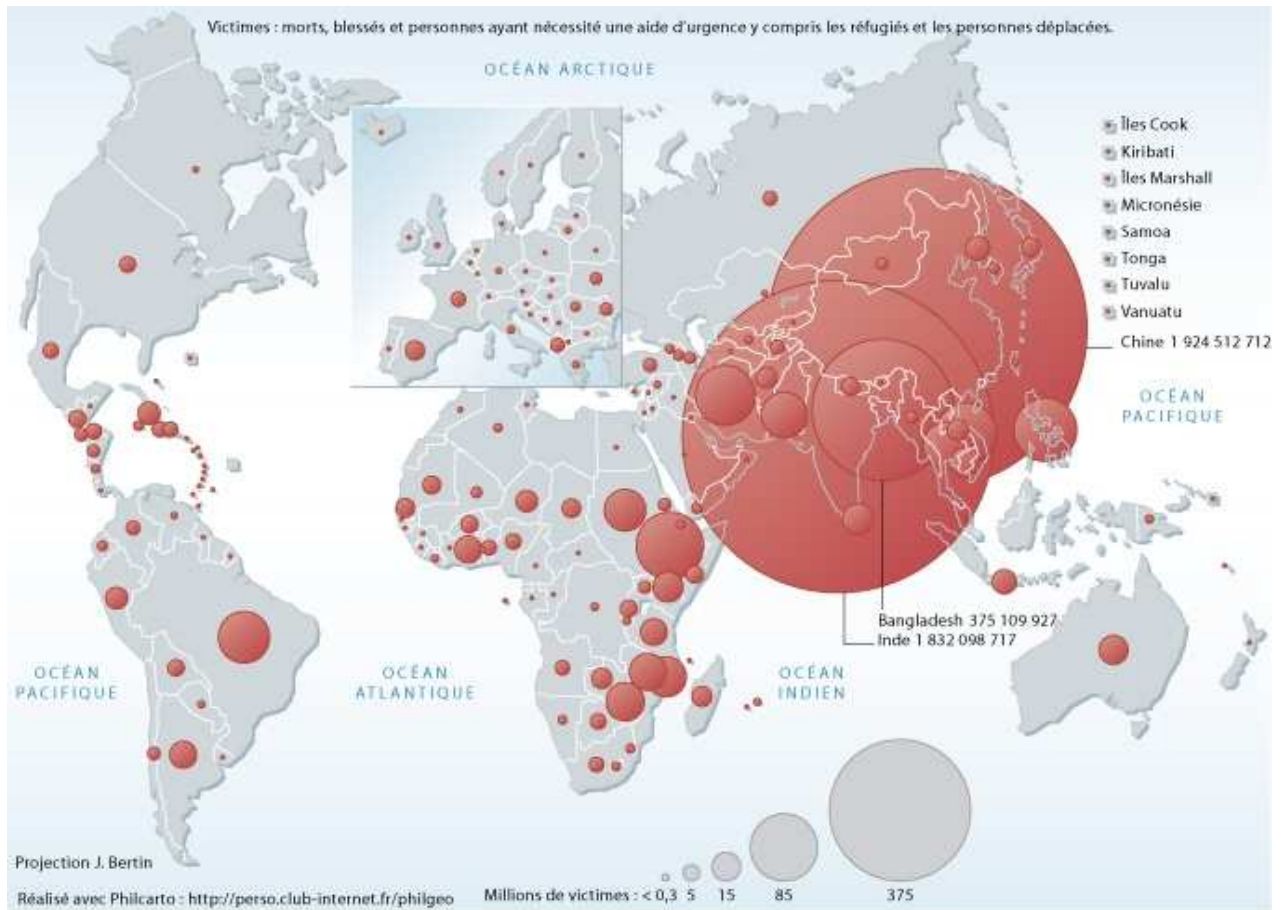 Victimes : morts, blessés et personnes ayant nécessité une aide d'urgence y compris les réfugiés et les personnes déplacées.
OCÉAN ARCTIQUE
Îles Cook
Kiribati
Îles Marshall
Micronésie
Samoa
Tonga
Tuvalu
Vanuatu
Chine 1 924 512 712
OCÉAN
PACIFIQUE
Bangladesh 375 109 927
Inde 1 832 098 717
OCÉAN
PACIFIQUE
OCÉAN
ATLANTIQUE
OCÉAN
INDIEN
Projection J. Bertin
Réalisé avec Philcarto : http://perso.club-internet.fr/philgeo
Millions de victimes : < 0,3 5 15 85 375